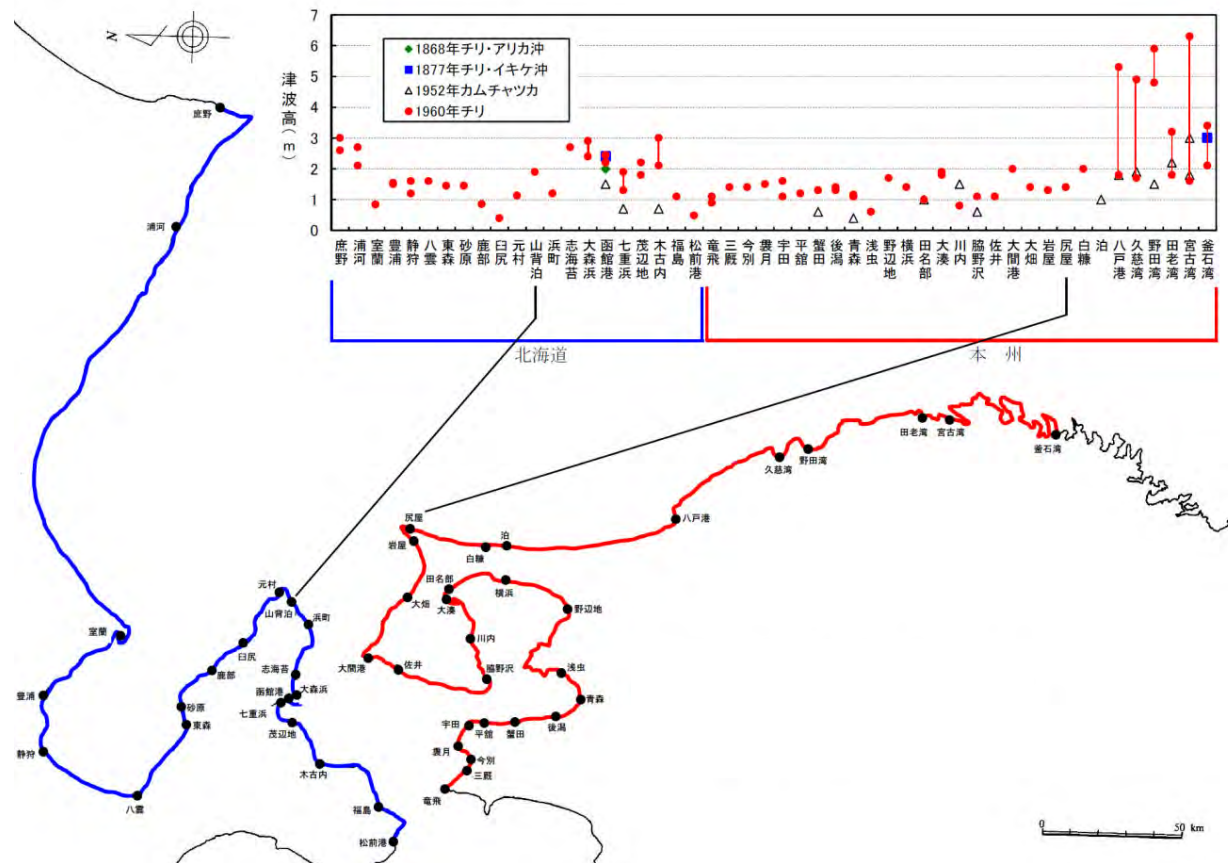 N
津波高(m)
7
6
5
4
3
2
1
0
1868年チリ・アリカ沖
1877年チリ・イキケ沖
1952年カムチャツカ
1960年チリ
庶野
浦河
室蘭
豊浦
静狩
八雲
東森
砂原
鹿部
臼尻
元村
山背泊
浜町
志海苔
大森浜
函館港
七重浜
茂辺地
木古内
福島
松前港
竜飛
三厩
袰月
宇田
平舘
蟹田
後潟
青森
浅虫
野辺地
横浜
田名部
大湊
川内
脇野沢
佐井
大間港
大畑
岩屋
尻屋
白糠
泊
八戸港
久慈湾
野田湾
田老湾
宮古湾
釜石湾
北海道
本 州
庶野
浦河
室蘭
豊浦
静狩
八雲
東森
砂原
鹿部
臼尻
元村
山背泊
浜町
志海苔
大森浜
函館港
七重浜
茂辺地
木古内
福島
松前港
尻屋
岩屋
大畑
大間港
佐井
脇野沢
川内
大湊
田名部
横浜
野辺地
浅虫
青森
後潟
蟹田
平舘
宇田
袰月
今別
三厩
竜飛
白糠
泊
八戸港
久慈湾
野田湾
田老湾
宮古湾
釜石湾
0
50 km